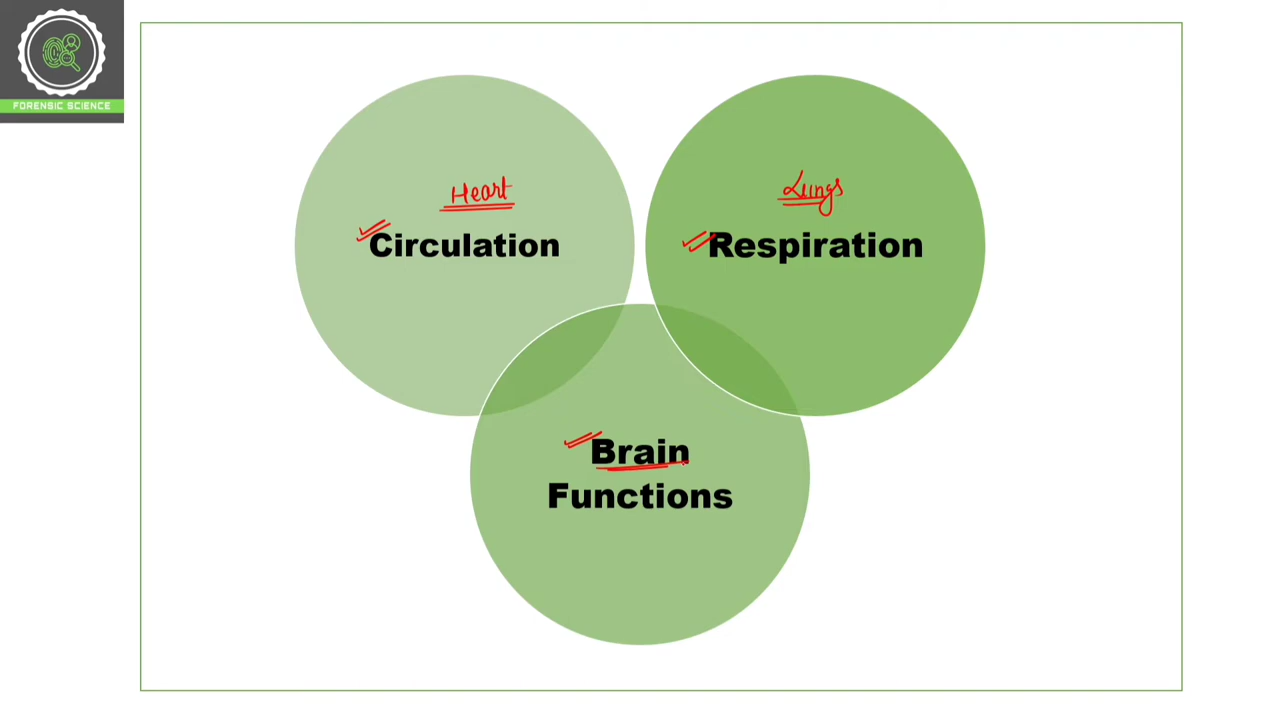 FORENSIC SCIENCE
Heart
Circulation
Lungs
Respiration
Brain
Functions